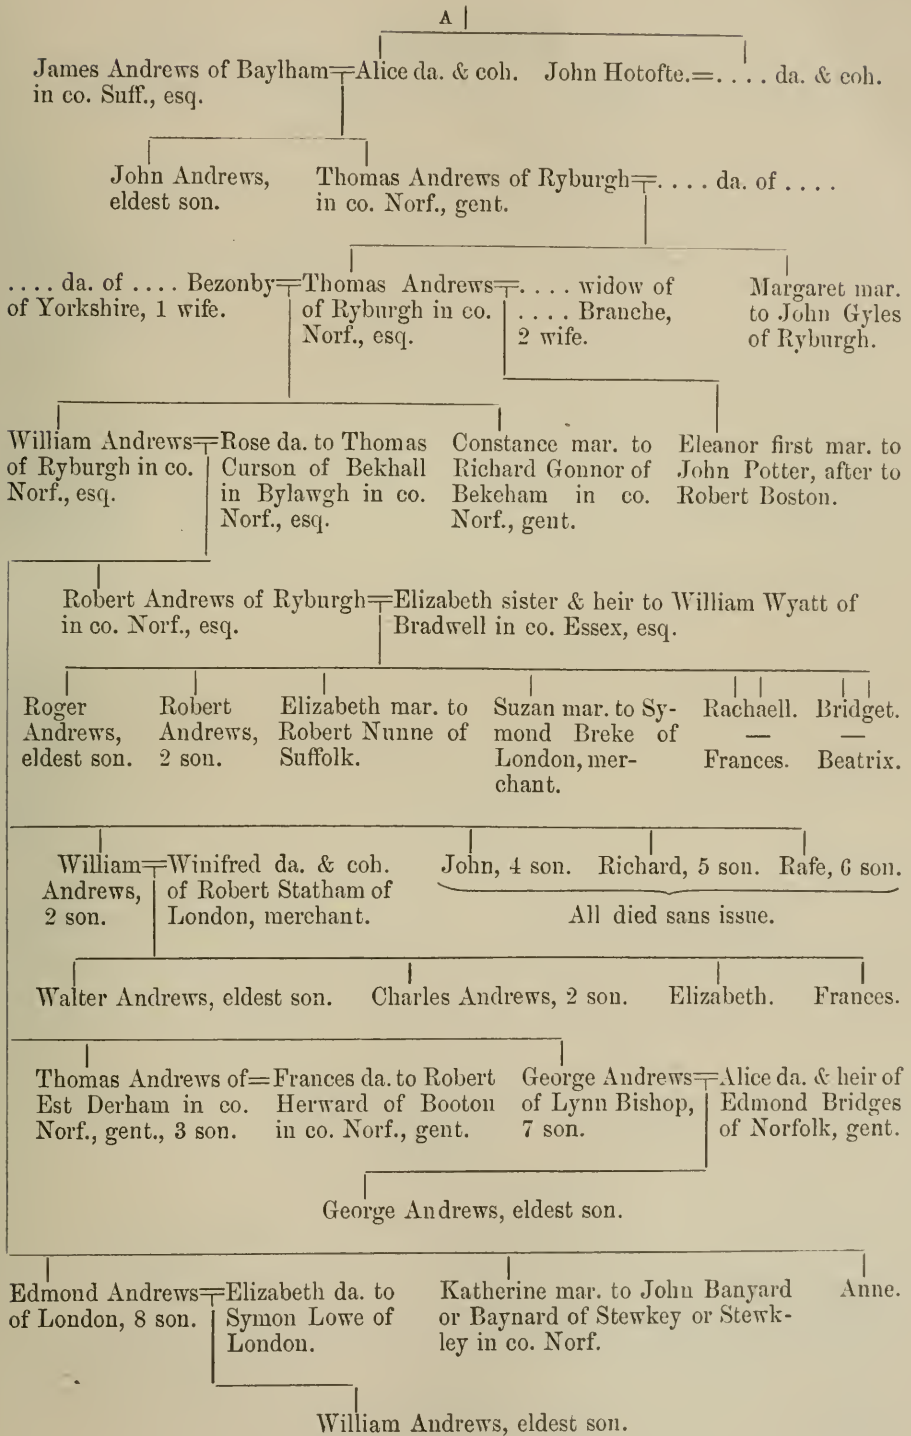 A
James Andrews of Baylham=Alice da. & coh. John Hotofte.=. . . . da. & coh.
in co. Suff., esq.
John Andrews,
eldest son.
Thomas Andrews of Ryburgh=. . . . da. of . . . .
in co. Norf., gent.
. . . . da. of . . . . Bezonby=Thomas Andrews=. . . . widow of
of Yorkshire, 1 wife.
of Ryburgh in co.
Norf., esq.
. . . . Branche,
2 wife.
Margaret mar.
to John Gyles
of Ryburgh.
William Andrews=Rose da. to Thomas
of Ryburgh in co.
Norf., esq.
Curson of Bekhall
in Bylawgh in co.
Norf., esq.
Constance mar. to
Richard Gonnor of
Bekeham in co.
Norf., gent.
Eleanor first mar. to
John Potter, after to
Robert Boston.
Robert Andrews of Ryburgh=Elizabeth sister & heir to William Wyatt of
in co. Norf., esq.
Bradwell in co. Essex, esq.
Roger
Andrews,
eldest son.
Robert
Andrews,
2 son.
Elizabeth mar. to
Robert Nunne of
Suffolk.
Suzan mar. to Sy-
mond Breke of
London, mer-
chant.
Rachaell.
—
Frances.
Bridget.
—
Beatrix.
William=Winifred da. & coh.
Andrews,
2 son.
of Robert Statham of
London, merchant.
John, 4 son. Richard, 5 son. Rafe, 6 son.
All died sans issue.
Walter Andrews, eldest son. Charles Andrews, 2 son. Elizabeth. Frances.
Thomas Andrews of=Frances da. to Robert
Est Derham in co.
Norf., gent., 3 son.
Herward of Booton
in co. Norf., gent.
George Andrews=Alice da. & heir of
of Lynn Bishop,
7 son.
Edmond Bridges
of Norfolk, gent.
George Andrews, eldest son.
Edmond Andrews=Elizabeth da. to
of London, 8 son.
Symon Lowe of
London.
Katherine mar. to John Banyard
or Baynard of Stewkey or Stewk-
ley in co. Norf.
Anne.
William Andrews, eldest son.